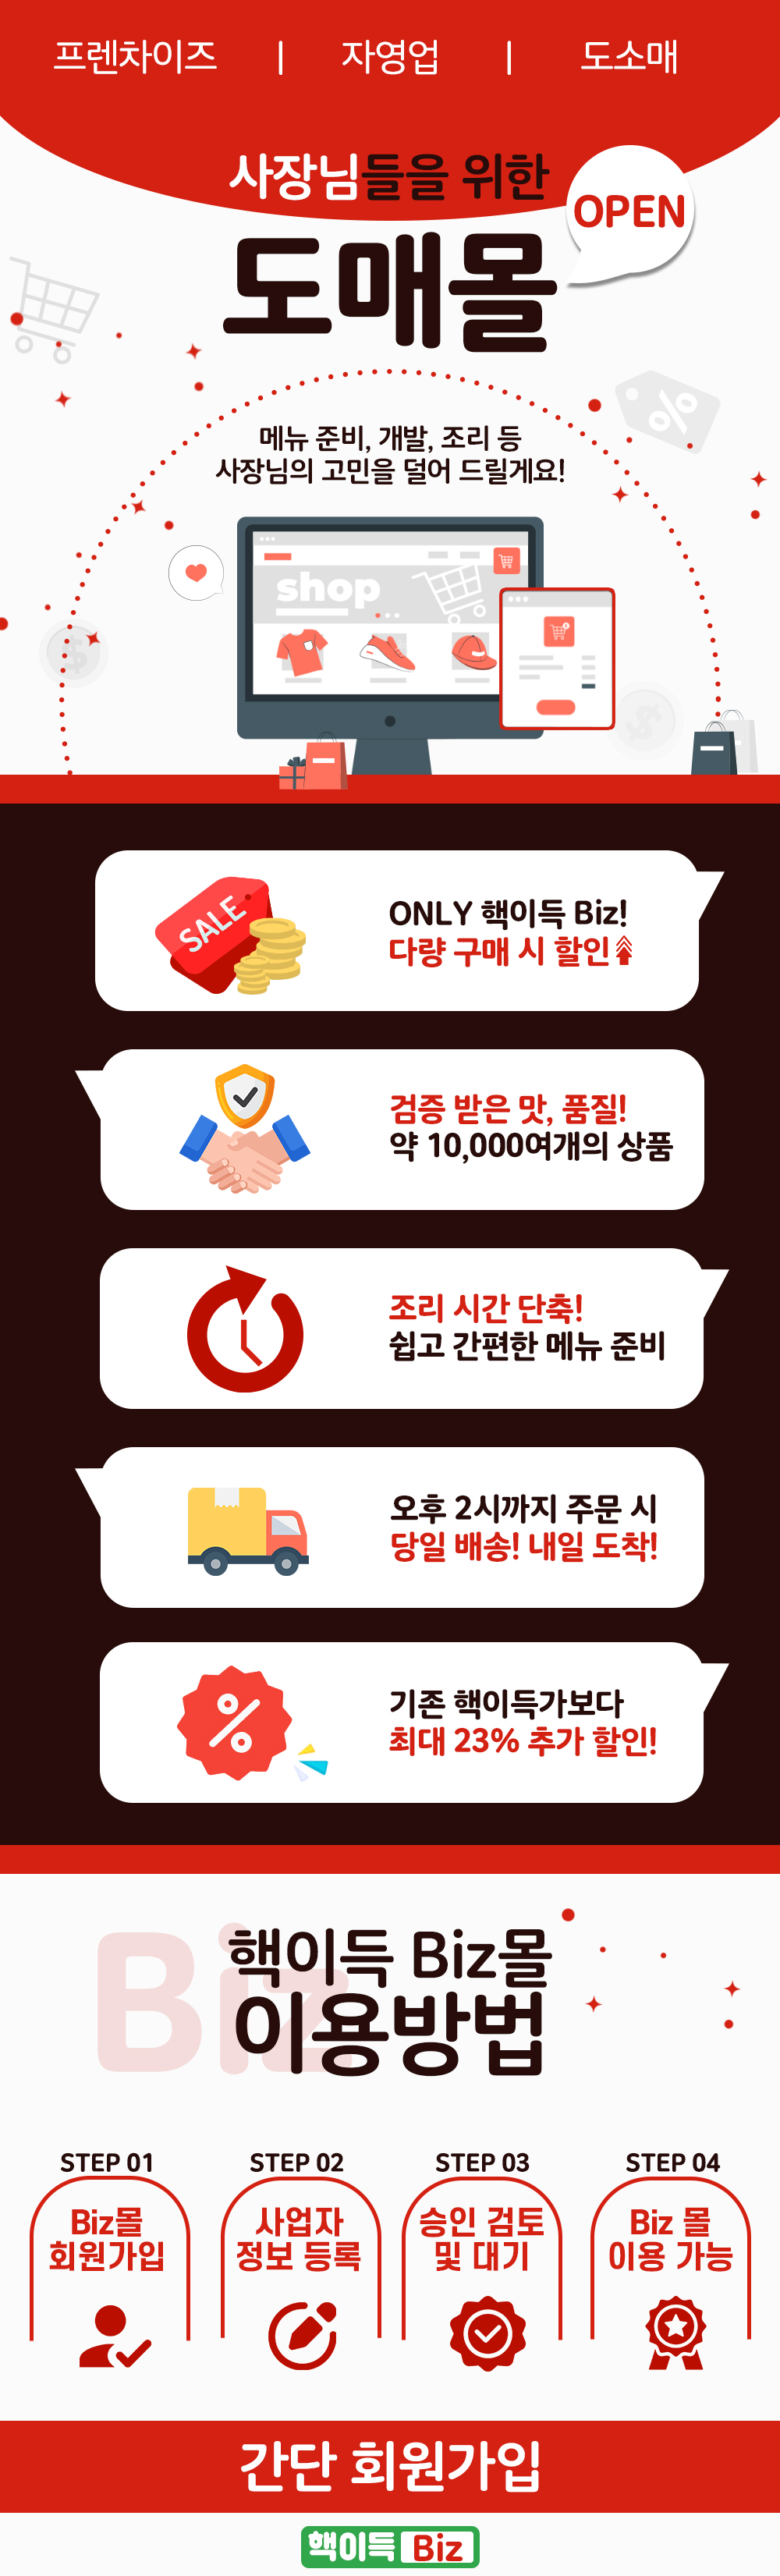 프렌차이즈 | 자영업 | 도소매
사장님들을 위한
OPEN
도매몰
메뉴 준비, 개발, 조리 등
사장님의 고민을 덜어 드릴게요!
shop
SALE
ONLY 핵이득 Biz!
다량 구매 시 할인
검증 받은 맛, 품질!
약 10,000여개의 상품
조리 시간 단축!
쉽고 간편한 메뉴 준비
오후 2시까지 주문 시
당일 배송! 내일 도착!
기존 핵이득가보다
최대 23% 추가 할인!
Biz
핵이득 Biz몰
이용방법
STEP 01
Biz몰
회원가입
STEP 02
사업자
정보 등록
STEP 03
승인 검토
및 대기
STEP 04
Biz 몰
이용 가능
간단 회원가입
핵이득 Biz